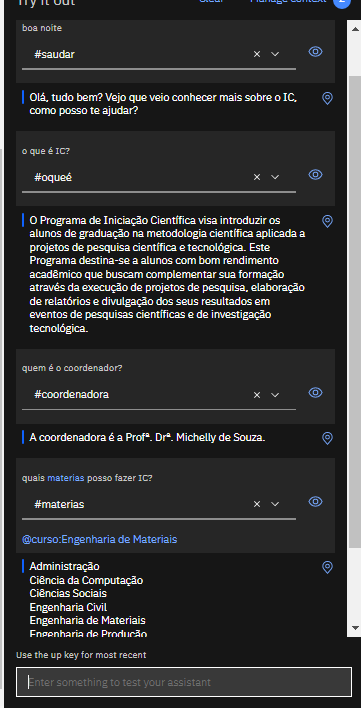 Try it out Clear Manage Context 2
boa noite
#saudar
Olá, tudo bem? Vejo que veio conhecer mais sobre o IC,
como posso te ajudar?
o que é IC?
#oqueé
O Programa de Iniciação Científica visa introduzir os
alunos de graduação na metodologia científica aplicada a
projetos de pesquisa científica e tecnológica. Este
Programa destina-se a alunos com bom rendimento
acadêmico que buscam complementar sua formação
através da execução de projetos de pesquisa, elaboração
de relatórios e divulgação dos seus resultados em
eventos de pesquisas científicas e de investigação
tecnológica.
quem é o coordenador?
#coordenadora
A coordenadora é a Profª. Drª. Michelly de Souza.
quais materias posso fazer IC?
#materias
@curso:Engenharia de Materiais
Administração
Ciência da Computação
Ciências Sociais
Engenharia Civil
Engenharia de Materiais
Engenharia de Produção
Use the up key for most recent
Enter something to test your assistant